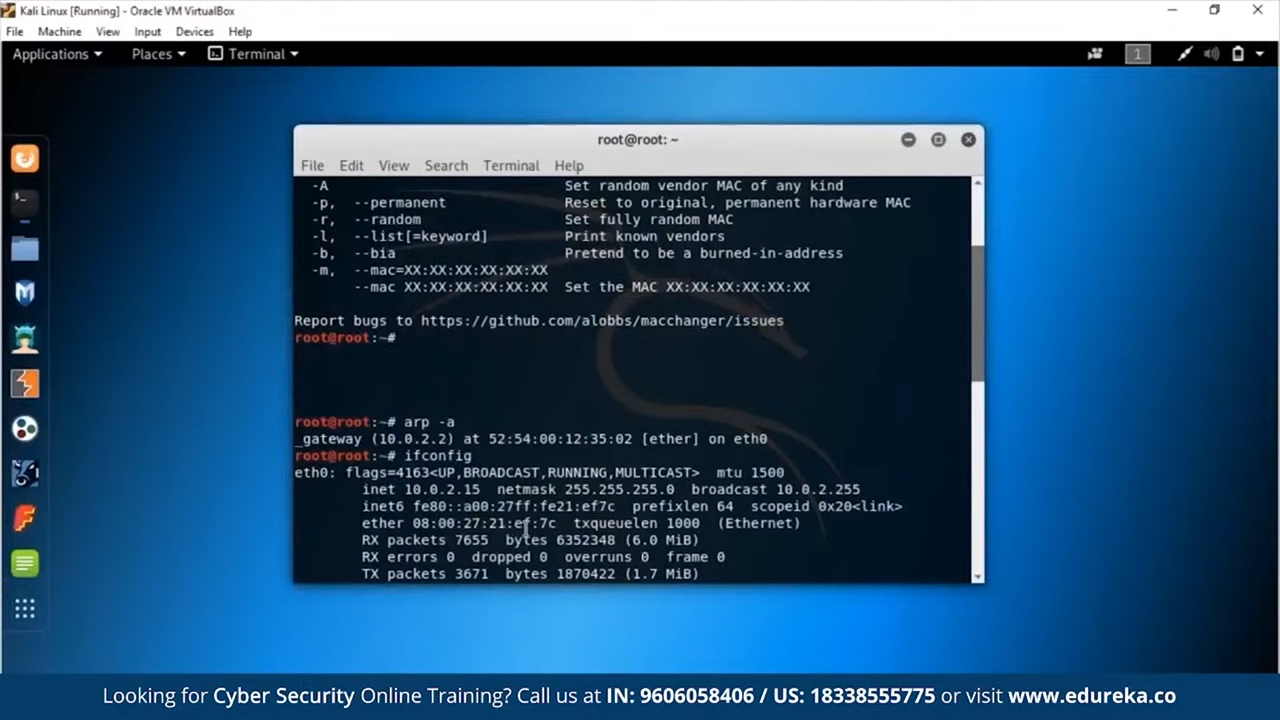 Kali Linux [Running] - Oracle VM VirtualBox
File Machine View Input Devices Help
Applications Places Terminal 1
root@root: ~
File Edit View Search Terminal Help
-A Set random vendor MAC of any kind
-p, --permanent Reset to original, permanent hardware MAC
-r, --random Set fully random MAC
-l, --list[=keyword] Print known vendors
-b, --bia Pretend to be a burned-in-address
-m, --mac=XX:XX:XX:XX:XX:XX
--mac XX:XX:XX:XX:XX:XX Set the MAC XX:XX:XX:XX:XX:XX
Report bugs to https://github.com/alobbs/macchanger/issues
root@root:~#
root@root:~# arp -a
_gateway (10.0.2.2) at 52:54:00:12:35:02 [ether] on eth0
root@root:~# ifconfig
eth0: flags=4163<UP,BROADCAST,RUNNING,MULTICAST> mtu 1500
inet 10.0.2.15 netmask 255.255.255.0 broadcast 10.0.2.255
inet6 fe80::a00:27ff:fe21:ef7c prefixlen 64 scopeid 0x20<link>
ether 08:00:27:21:ef:7c txqueuelen 1000 (Ethernet)
RX packets 7655 bytes 6352348 (6.0 MiB)
RX errors 0 dropped 0 overruns 0 frame 0
TX packets 3671 bytes 1870422 (1.7 MiB)
Looking for Cyber Security Online Training? Call us at IN: 9606058406 / US: 18338555775 or visit www.edureka.co